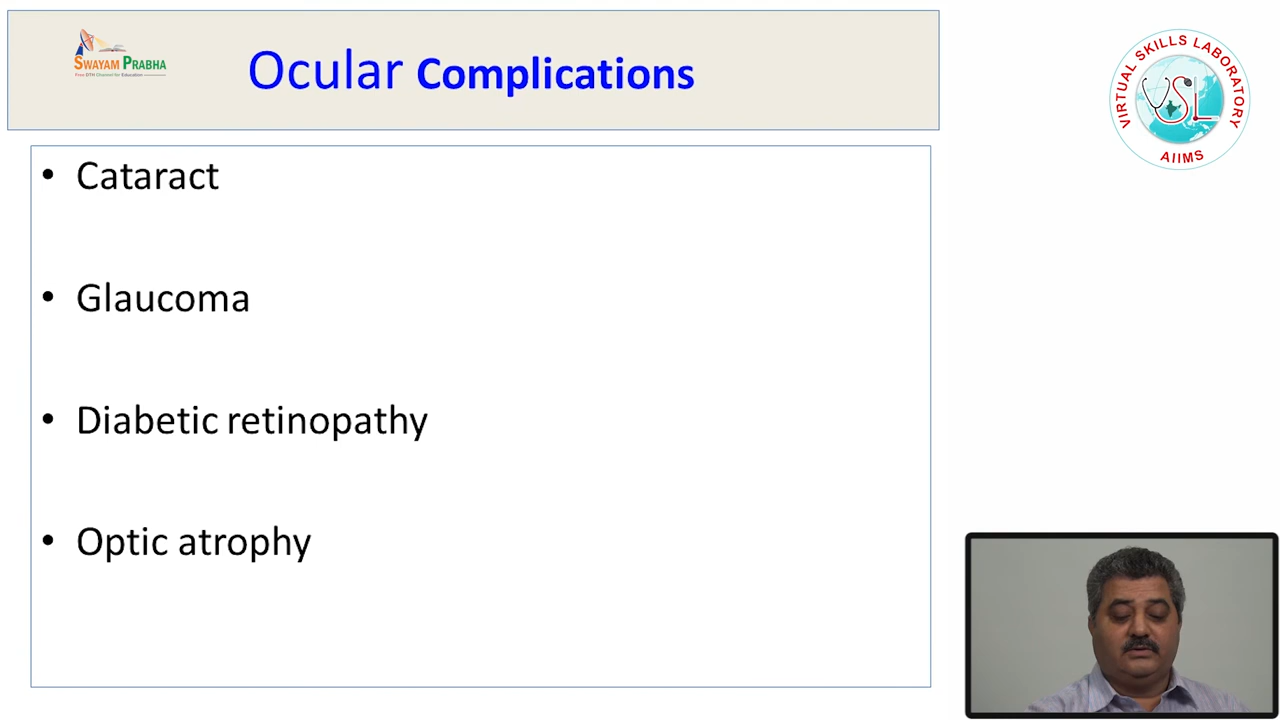 SWAYAM PRABHA
Free DTH Channel for Education
Ocular Complications
VIRTUAL SKILLS LABORATORY
VSL
AIIMS
• Cataract
• Glaucoma
• Diabetic retinopathy
• Optic atrophy